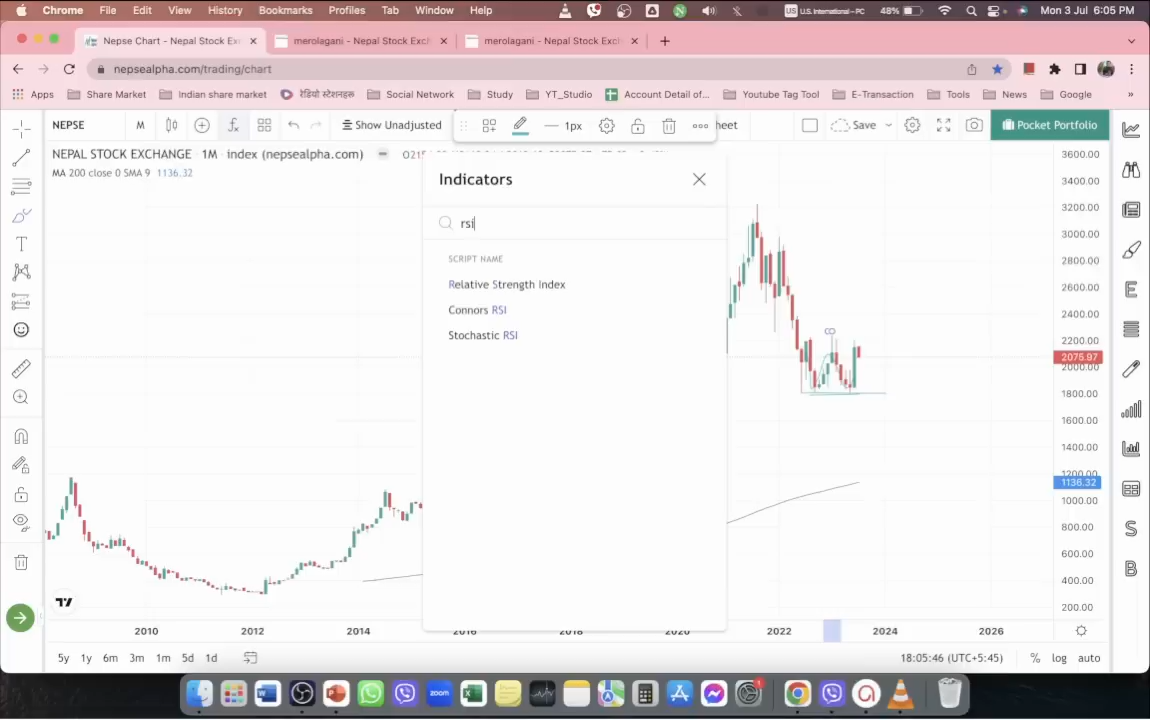 Chrome File Edit View History Bookmarks Profiles Tab Window Help U.S. International – PC 48% Mon 3 Jul 6:05 PM
Nepse Chart - Nepal Stock Ex merolagani - Nepal Stock Exch merolagani - Nepal Stock Exch
nepsealpha.com/trading/chart
Apps Share Market Indian share market रेडियो स्टेशनहरू Social Network Study YT_Studio Account Detail of... Youtube Tag Tool E-Transaction Tools News Google
NEPSE M Show Unadjusted 1px heet Save Pocket Portfolio
NEPAL STOCK EXCHANGE · 1M · index (nepsealpha.com)
MA 200 close 0 SMA 9 1136.32
Indicators
rsi
SCRIPT NAME
Relative Strength Index
Connors RSI
Stochastic RSI
3600.00
3400.00
3200.00
3000.00
2800.00
2600.00
2400.00
2200.00
2075.97
2000.00
1800.00
1600.00
1400.00
1200.00
1136.32
1000.00
800.00
600.00
400.00
200.00
2010 2012 2014 2016 2018 2020 2022 2024 2026
5y 1y 6m 3m 1m 5d 1d 18:05:46 (UTC+5:45) % log auto
zoom